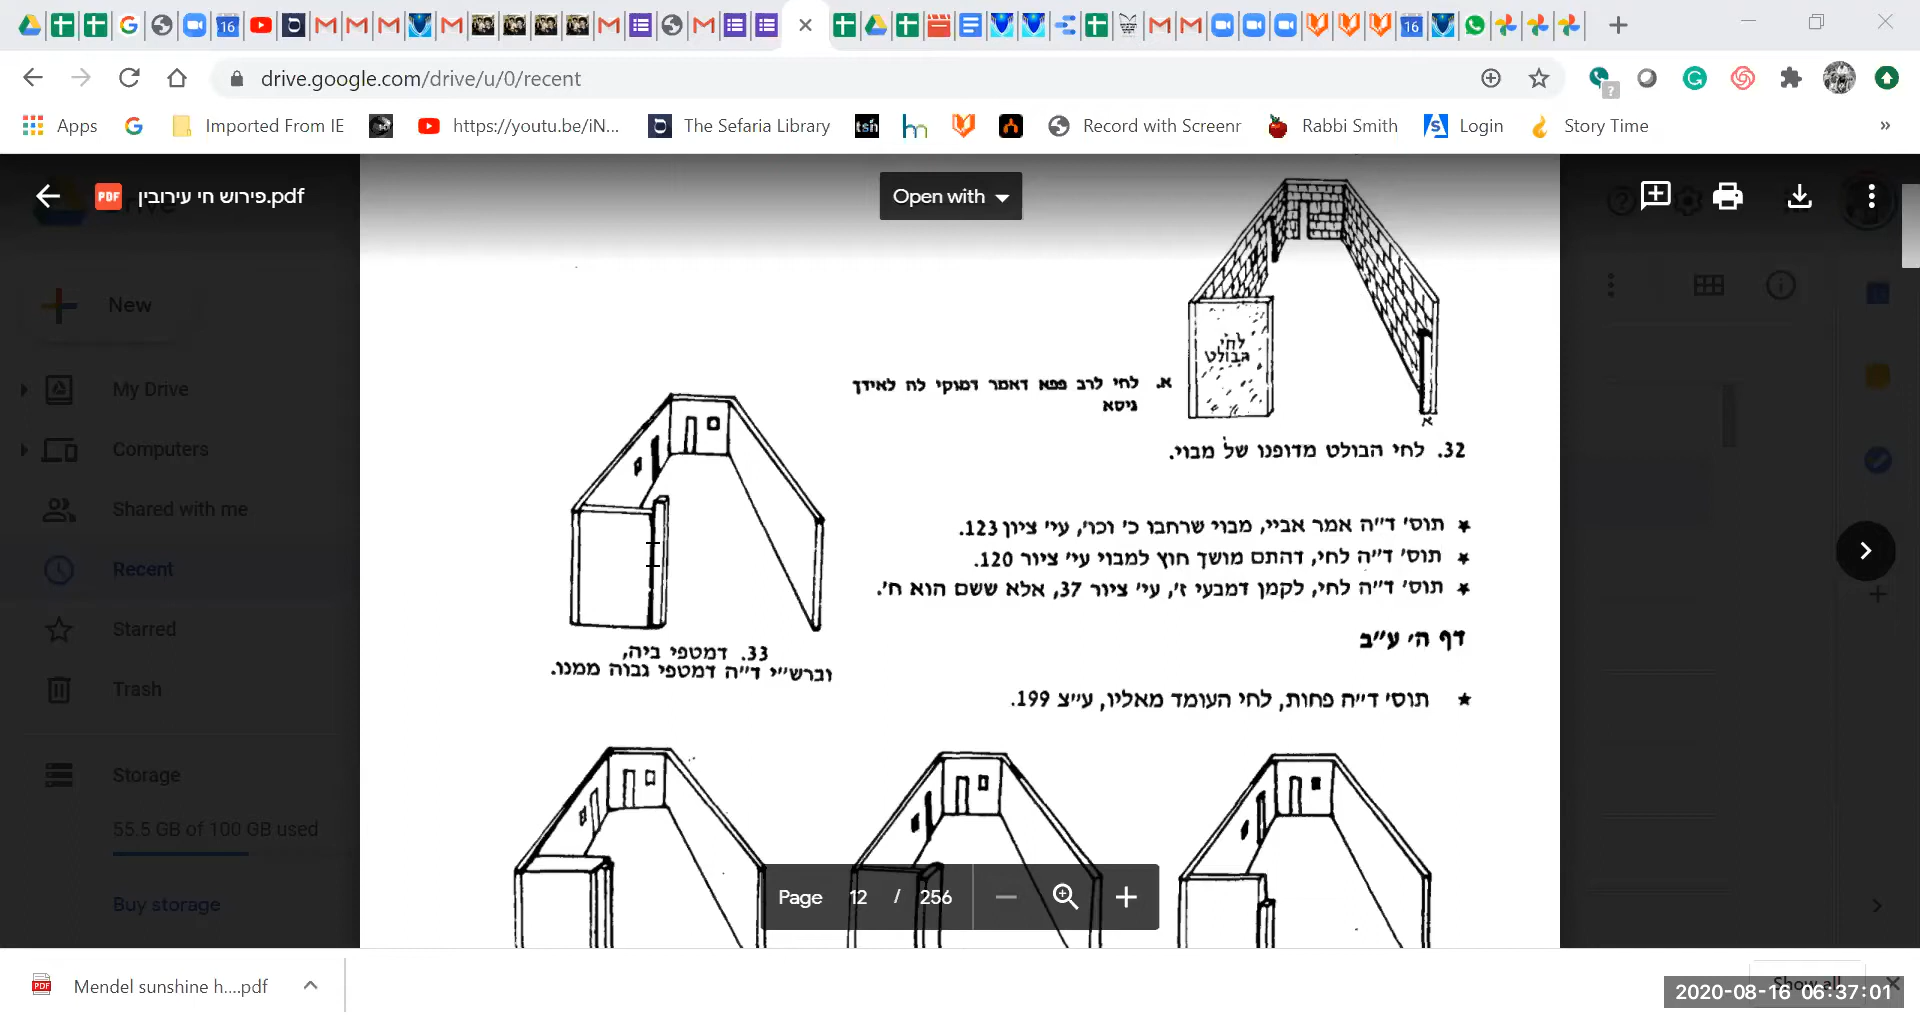 drive.google.com/drive/u/0/recent
Apps
Imported From IE
https://youtu.be/iN...
The Sefaria Library
Record with Screenr
Rabbi Smith
Login
Story Time
פירוש חי עירובין.pdf
Open with
New
My Drive
Computers
Shared with me
Recent
Starred
Trash
Storage
55.5 GB of 100 GB used
Buy storage
לחי
הבולט
א
א. לחי לרב פפא דאמר דמוקי לה לאידך
גיסא
32. לחי הבולט מדופנו של מבוי.
★ תוס' ד"ה אמר אביי, מבוי שרחבו כ' וכו', עי' ציון 123.
★ תוס' ד"ה לחי, דהתם מושך חוץ למבוי עי' ציור 120.
★ תוס' ד"ה לחי, לקמן דמבעי ז', עי' ציור 37, אלא ששם הוא ח'.
33. דמטפי ביה,
וברש"י ד"ה דמטפי גבוה ממנו.
דף ה' ע"ב
★ תוס' ד"ה פחות, לחי העומד מאליו, ע"צ 199.
Page 12 / 256
Mendel sunshine h....pdf
Show all
2020-08-16 06:37:01